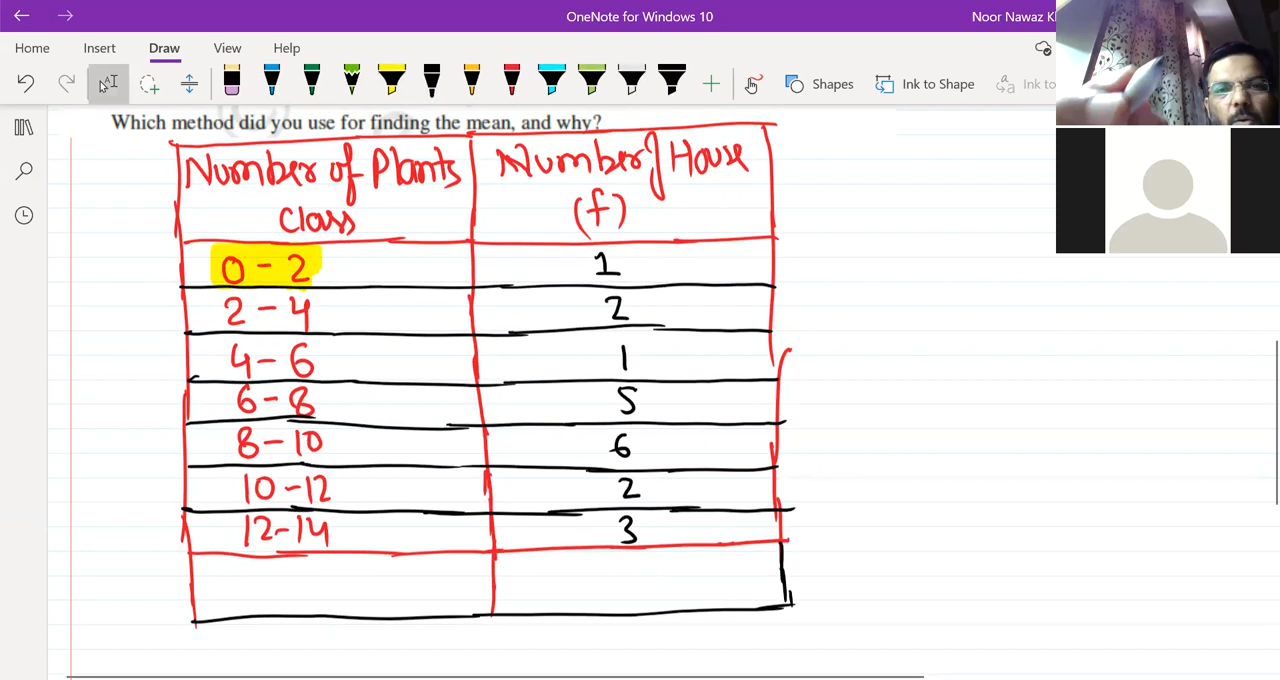 OneNote for Windows 10
Noor Nawaz
Home Insert Draw View Help
Shapes Ink to Shape Ink to
Which method did you use for finding the mean, and why?
Number of Plants Number of House
Class (f)
0 - 2 1
2 - 4 2
4 - 6 1
6 - 8 5
8 - 10 6
10 - 12 2
12 - 14 3